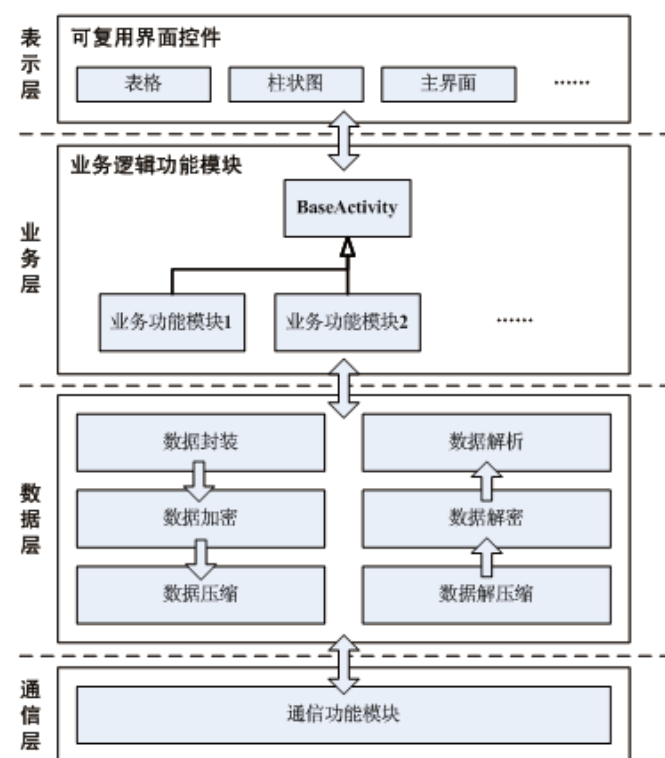 表示层
可复用界面控件
表格
柱状图
主界面
……
业务层
业务逻辑功能模块
BaseActivity
业务功能模块1
业务功能模块2
……
数据层
数据封装
数据解析
数据加密
数据解密
数据压缩
数据解压缩
通信层
通信功能模块